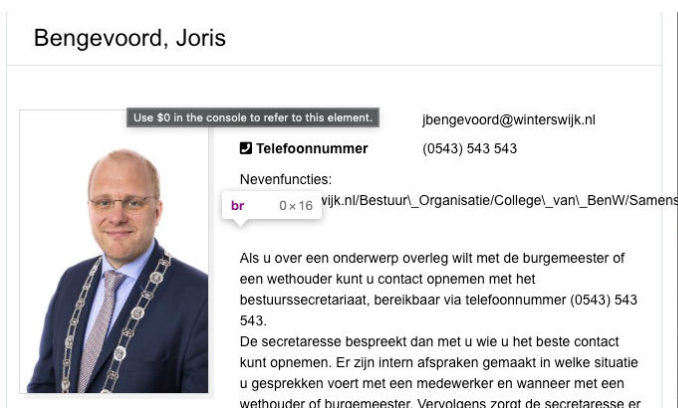 Bengevoord, Joris
Use $0 in the console to refer to this element.
jbengevoord@winterswijk.nl
Telefoonnummer (0543) 543 543
Nevenfuncties:
wijk.nl/Bestuur\_Organisatie/College\_van\_BenW/Samens
br 0×16
Als u over een onderwerp overleg wilt met de burgemeester of
een wethouder kunt u contact opnemen met het
bestuurssecretariaat, bereikbaar via telefoonnummer (0543) 543
543.
De secretaresse bespreekt dan met u wie u het beste contact
kunt opnemen. Er zijn intern afspraken gemaakt in welke situatie
u gesprekken voert met een medewerker en wanneer met een
wethouder of burgemeester. Vervolgens zorgt de secretaresse er